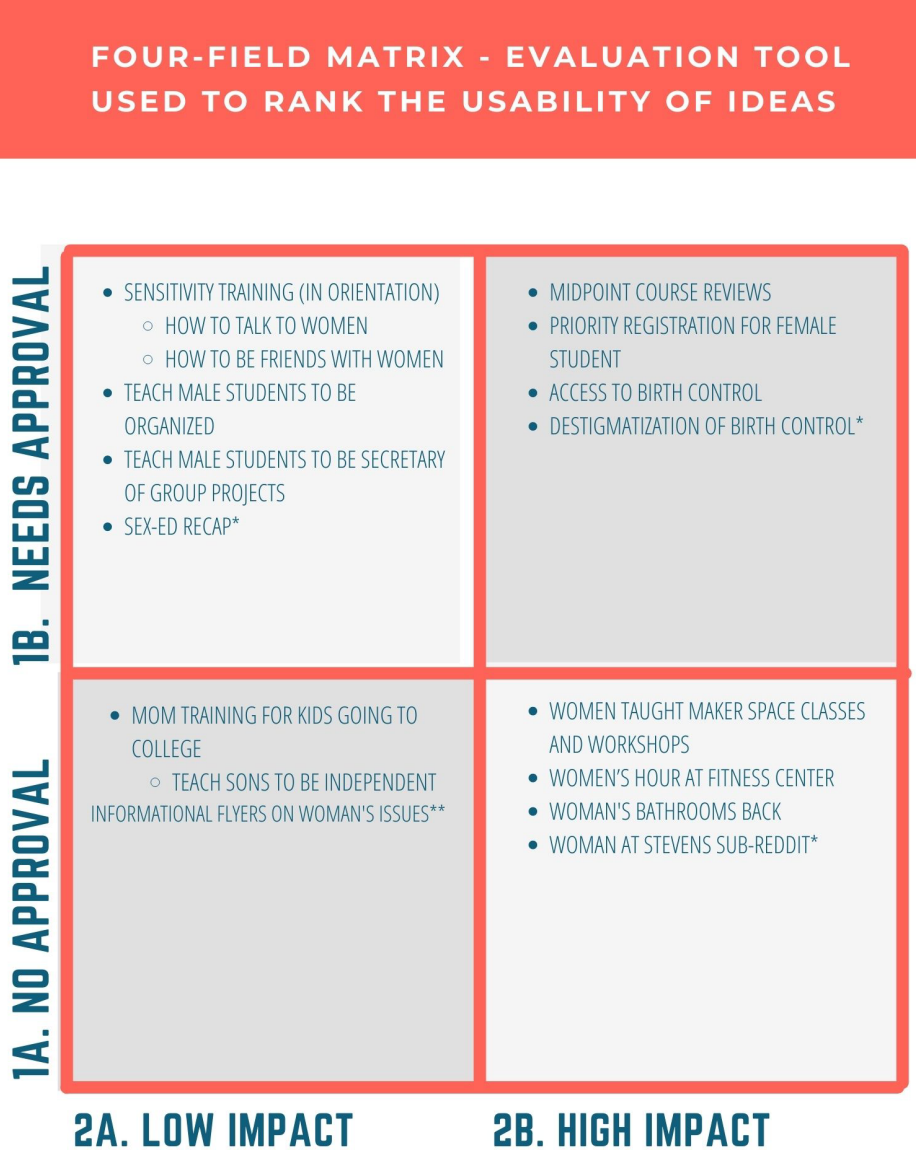 FOUR-FIELD MATRIX - EVALUATION TOOL
USED TO RANK THE USABILITY OF IDEAS
1B. NEEDS APPROVAL
• SENSITIVITY TRAINING (IN ORIENTATION)
○ HOW TO TALK TO WOMEN
○ HOW TO BE FRIENDS WITH WOMEN
• TEACH MALE STUDENTS TO BE
ORGANIZED
• TEACH MALE STUDENTS TO BE SECRETARY
OF GROUP PROJECTS
• SEX-ED RECAP*
• MIDPOINT COURSE REVIEWS
• PRIORITY REGISTRATION FOR FEMALE
STUDENT
• ACCESS TO BIRTH CONTROL
• DESTIGMATIZATION OF BIRTH CONTROL*
1A. NO APPROVAL
• MOM TRAINING FOR KIDS GOING TO
COLLEGE
○ TEACH SONS TO BE INDEPENDENT
INFORMATIONAL FLYERS ON WOMAN'S ISSUES**
• WOMEN TAUGHT MAKER SPACE CLASSES
AND WORKSHOPS
• WOMEN’S HOUR AT FITNESS CENTER
• WOMAN'S BATHROOMS BACK
• WOMAN AT STEVENS SUB-REDDIT*
2A. LOW IMPACT
2B. HIGH IMPACT